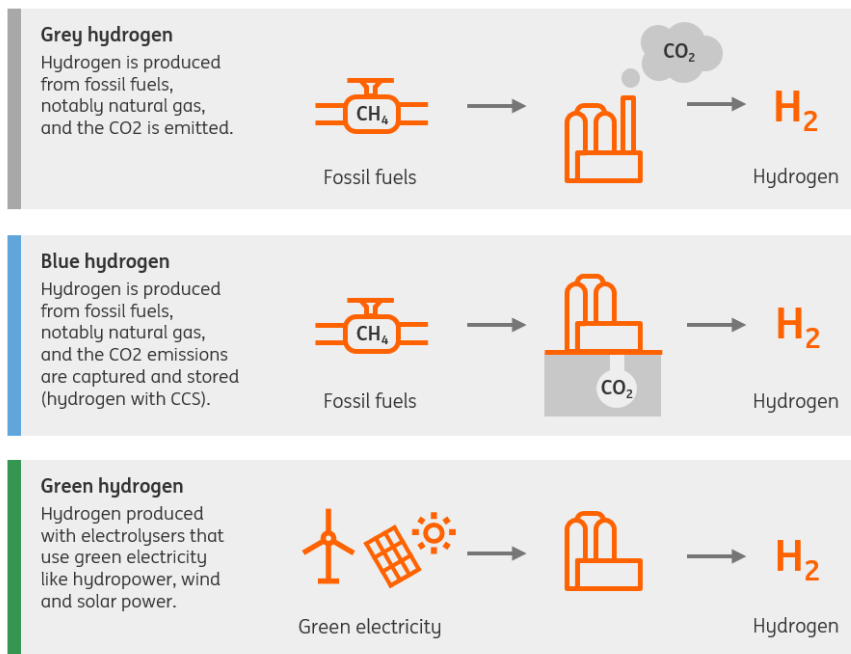 Grey hydrogen
Hydrogen is produced
from fossil fuels,
notably natural gas,
and the CO2 is emitted.
CH₄
Fossil fuels
CO₂
H₂
Hydrogen
Blue hydrogen
Hydrogen is produced
from fossil fuels,
notably natural gas,
and the CO2 emissions
are captured and stored
(hydrogen with CCS).
CH₄
Fossil fuels
CO₂
H₂
Hydrogen
Green hydrogen
Hydrogen produced
with electrolysers that
use green electricity
like hydropower, wind
and solar power.
Green electricity
H₂
Hydrogen